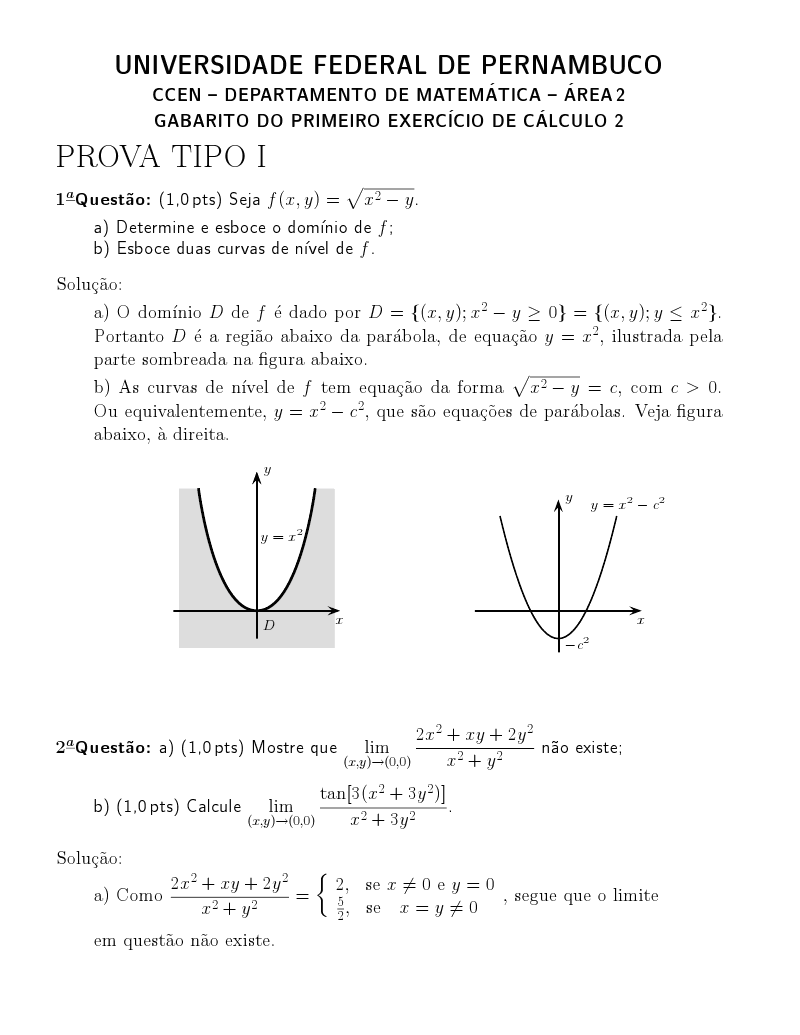 UNIVERSIDADE FEDERAL DE PERNAMBUCO
CCEN – DEPARTAMENTO DE MATEMÁTICA – ÁREA 2
GABARITO DO PRIMEIRO EXERCÍCIO DE CÁLCULO 2
PROVA TIPO I
1ªQuestão: (1,0 pts) Seja f(x, y) = √(x² − y).
a) Determine e esboce o domínio de f;
b) Esboce duas curvas de nível de f.
Solução:
a) O domínio D de f é dado por D = {(x, y); x² − y ≥ 0} = {(x, y); y ≤ x²}.
Portanto D é a região abaixo da parábola, de equação y = x², ilustrada pela
parte sombreada na figura abaixo.
b) As curvas de nível de f tem equação da forma √(x² − y) = c, com c > 0.
Ou equivalentemente, y = x² − c², que são equações de parábolas. Veja figura
abaixo, à direita.
y
y = x²
x
D
y
y = x² − c²
x
−c²
2ªQuestão: a) (1,0 pts) Mostre que lim (x,y)→(0,0) (2x² + xy + 2y²)/(x² + y²) não existe;
b) (1,0 pts) Calcule lim (x,y)→(0,0) tan[3(x² + 3y²)]/(x² + 3y²).
Solução:
a) Como (2x² + xy + 2y²)/(x² + y²) = { 2, se x ≠ 0 e y = 0
5/2, se x = y ≠ 0 , segue que o limite
em questão não existe.